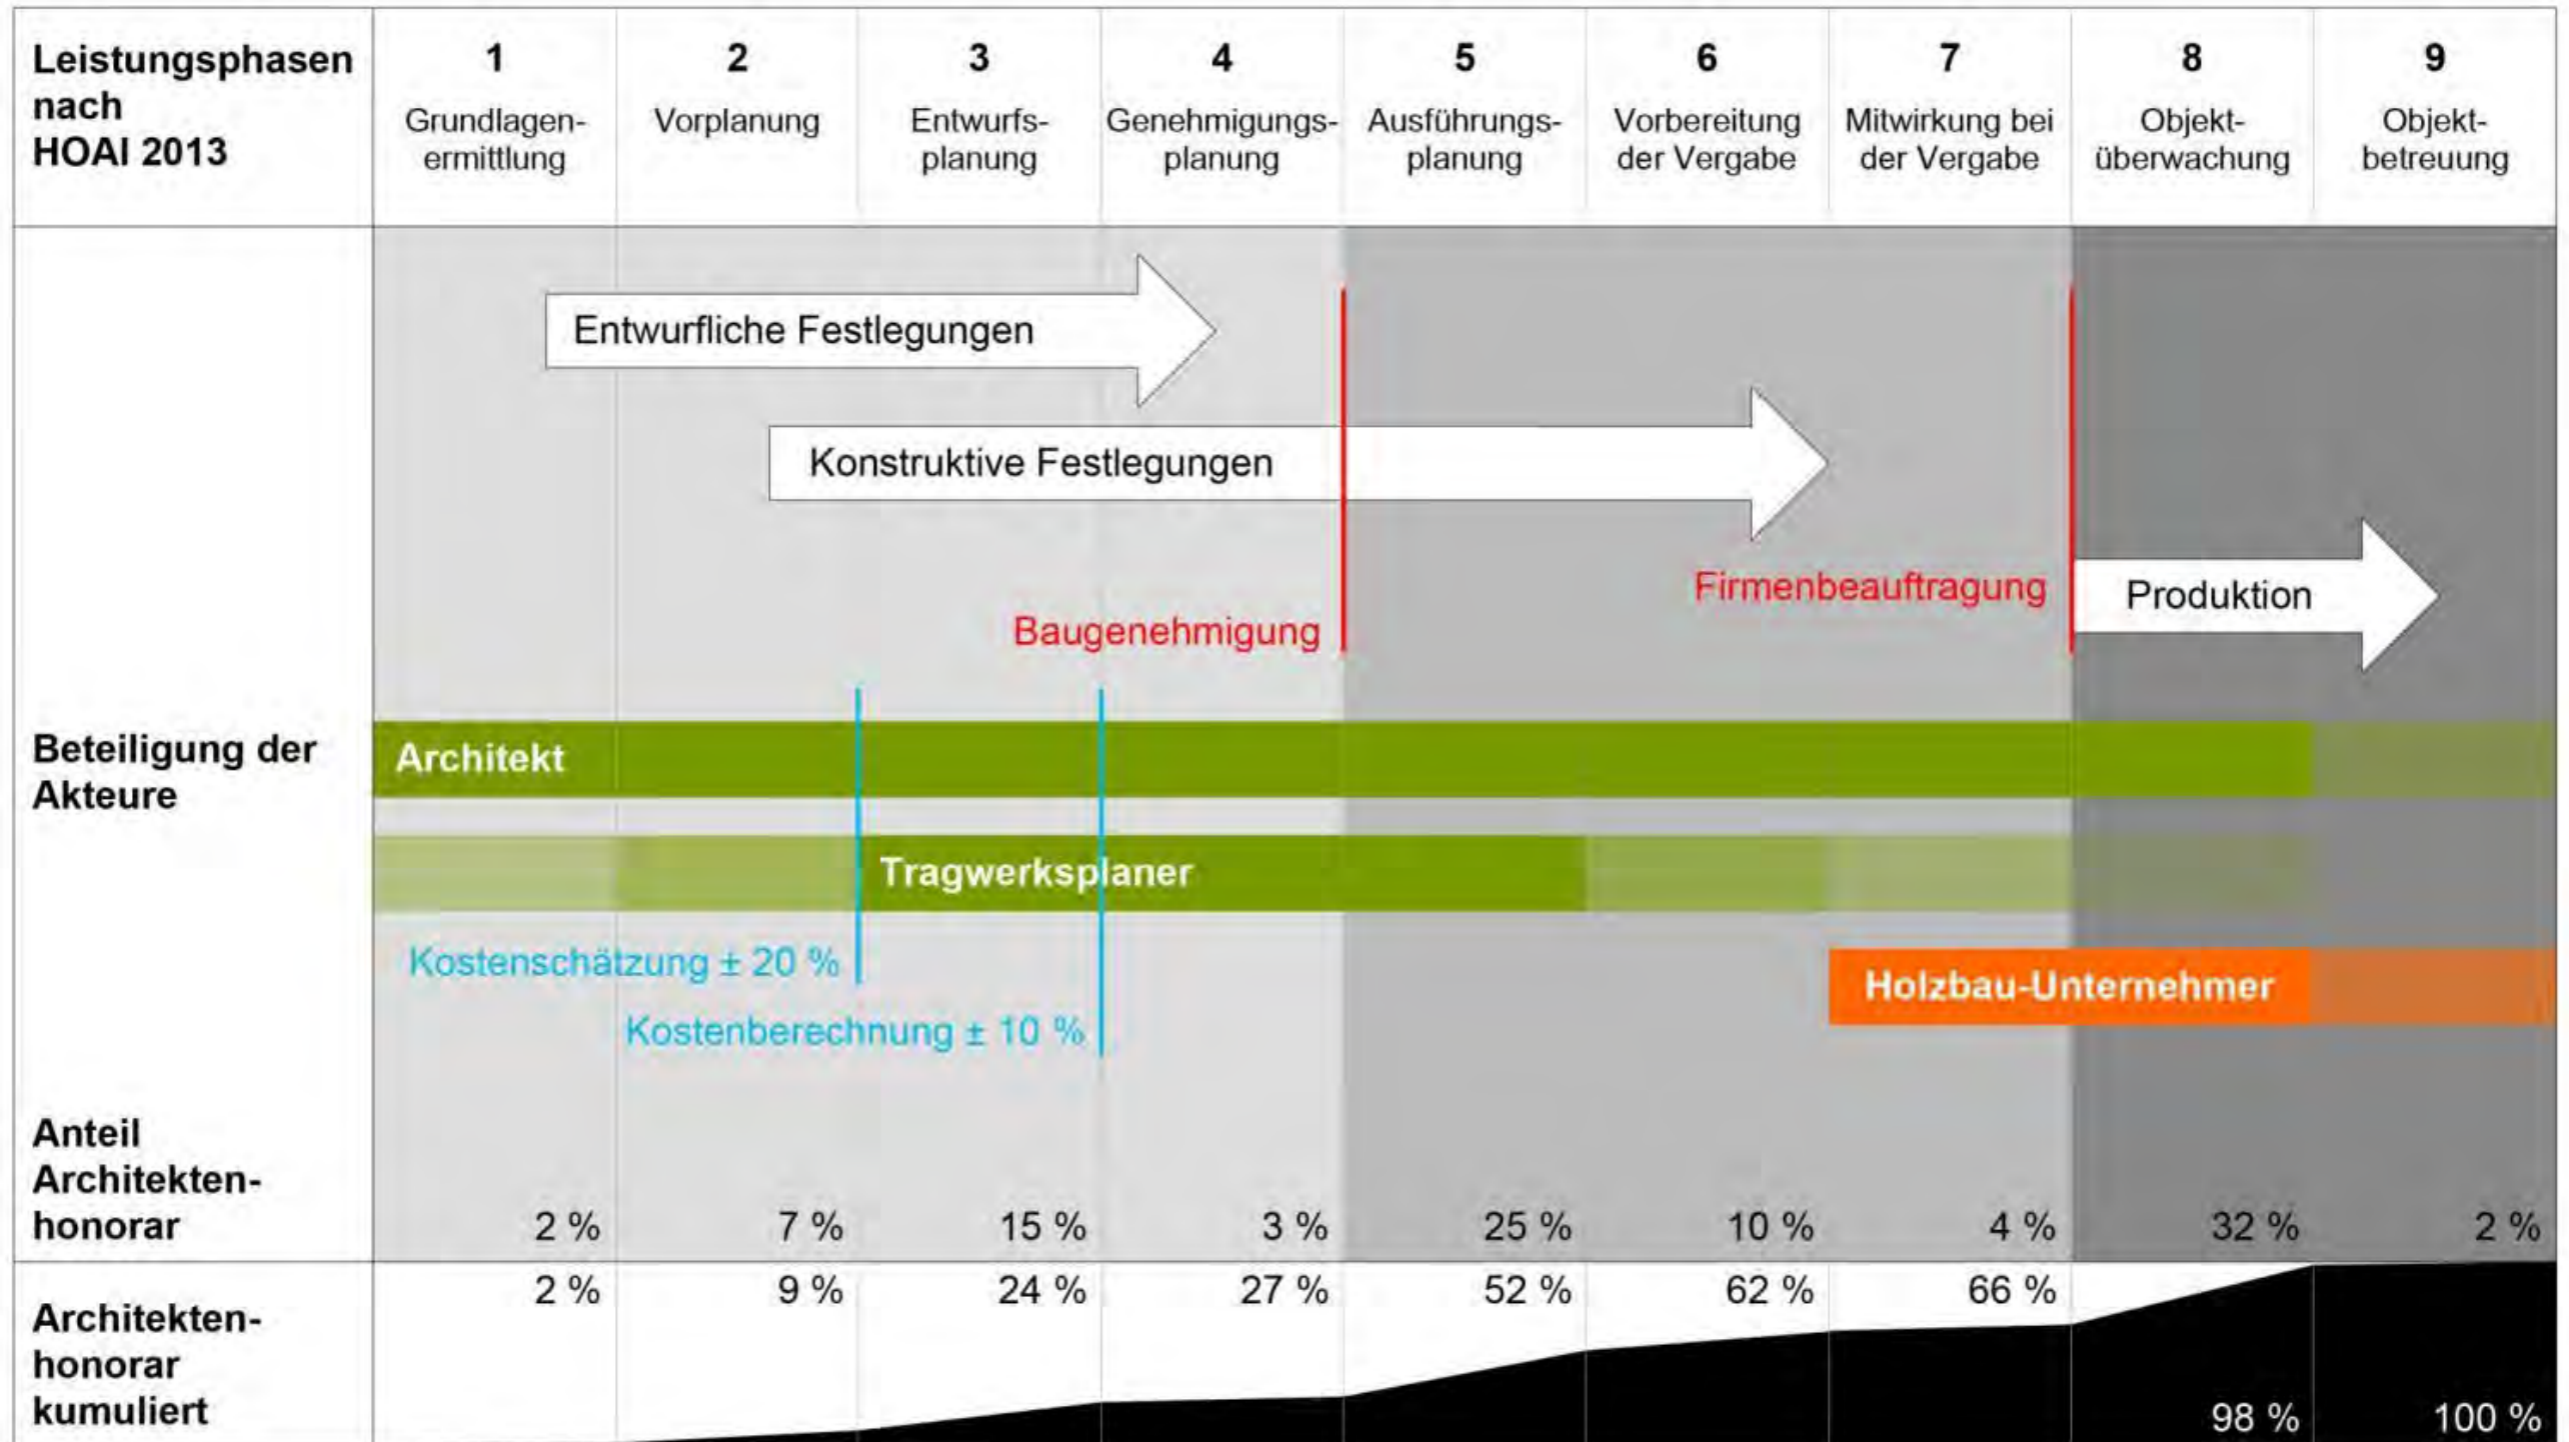 Leistungsphasen
nach
HOAI 2013
1
Grundlagen-
ermittlung
2
Vorplanung
3
Entwurfs-
planung
4
Genehmigungs-
planung
5
Ausführungs-
planung
6
Vorbereitung
der Vergabe
7
Mitwirkung bei
der Vergabe
8
Objekt-
überwachung
9
Objekt-
betreuung
Entwurfliche Festlegungen
Konstruktive Festlegungen
Firmenbeauftragung
Produktion
Baugenehmigung
Beteiligung der
Akteure
Architekt
Tragwerksplaner
Kostenschätzung ± 20 %
Holzbau-Unternehmer
Kostenberechnung ± 10 %
Anteil
Architekten-
honorar
2 % 7 % 15 % 3 % 25 % 10 % 4 % 32 % 2 %
Architekten-
honorar
kumuliert
2 % 9 % 24 % 27 % 52 % 62 % 66 % 98 % 100 %